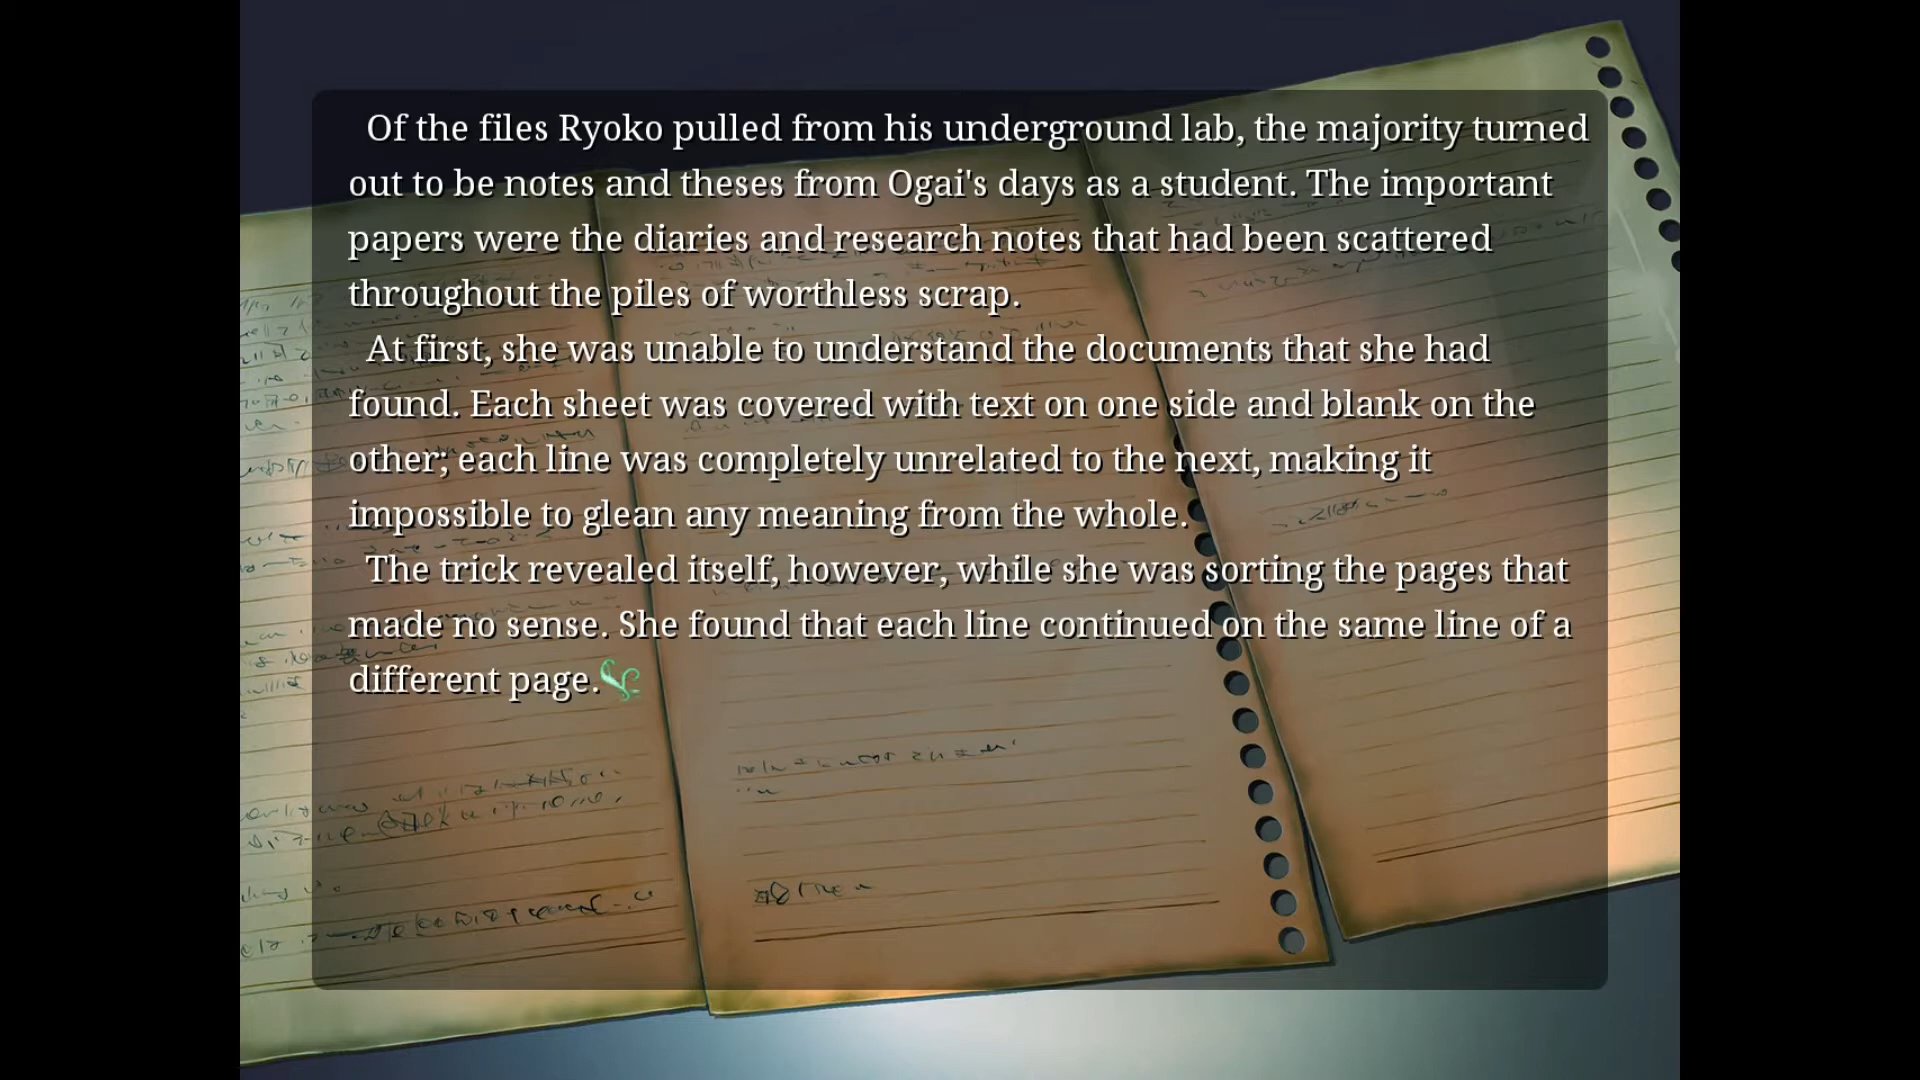 Of the files Ryoko pulled from his underground lab, the majority turned
out to be notes and theses from Ogai's days as a student. The important
papers were the diaries and research notes that had been scattered
throughout the piles of worthless scrap.
At first, she was unable to understand the documents that she had
found. Each sheet was covered with text on one side and blank on the
other; each line was completely unrelated to the next, making it
impossible to glean any meaning from the whole.
The trick revealed itself, however, while she was sorting the pages that
made no sense. She found that each line continued on the same line of a
different page.